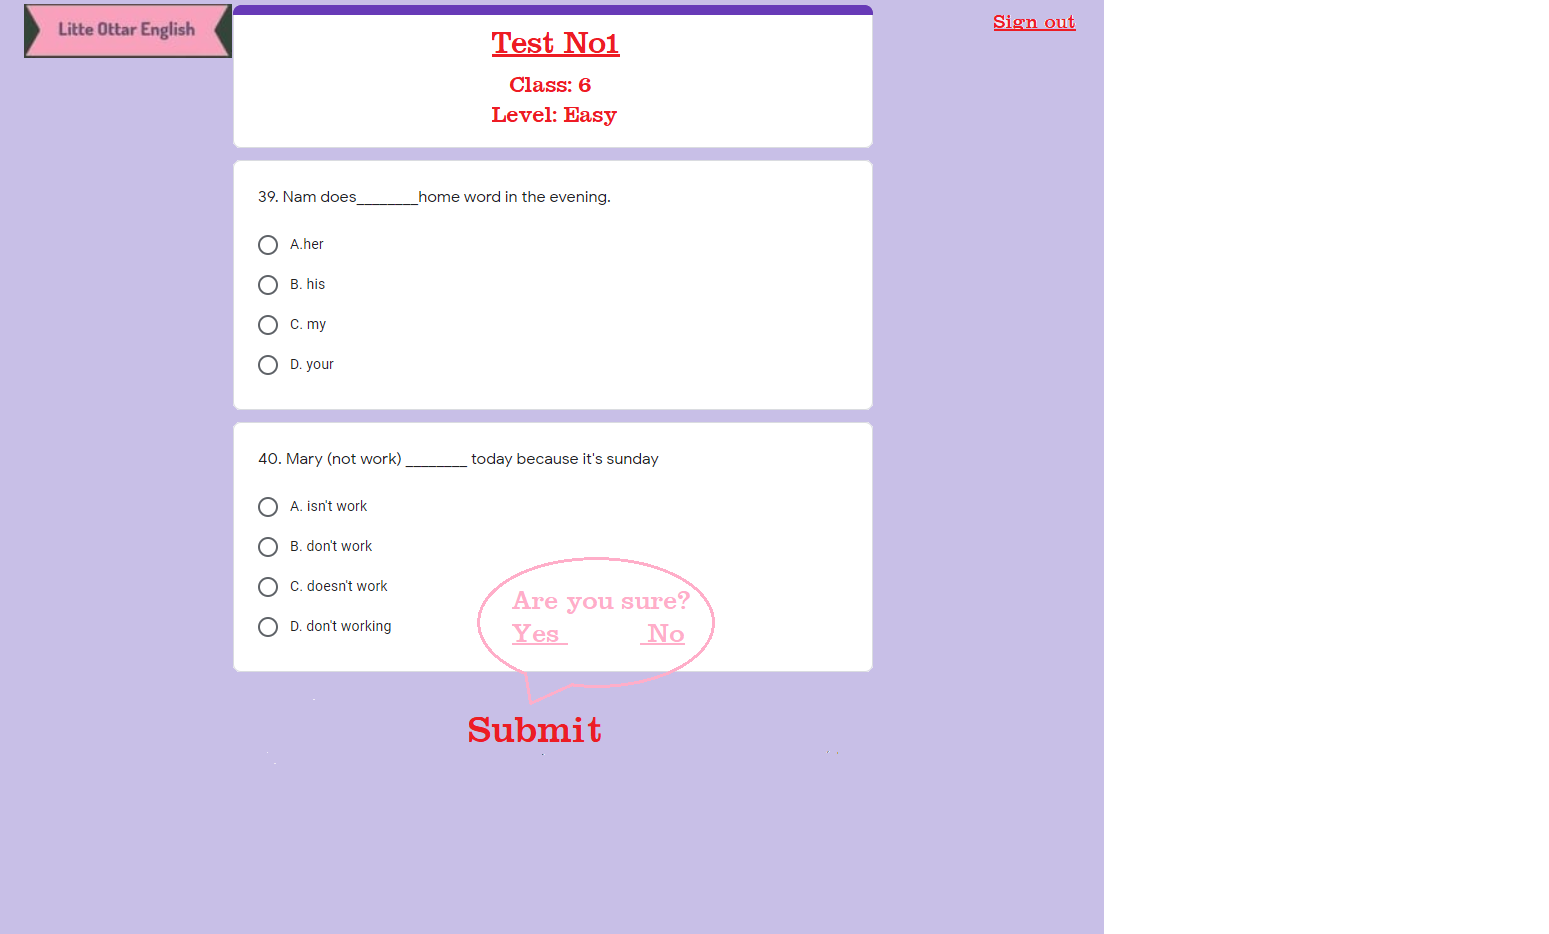 Litte Ottar English
Sign out
Test No1
Class: 6
Level: Easy
39. Nam does________home word in the evening.
A.her
B. his
C. my
D. your
40. Mary (not work) ________ today because it's sunday
A. isn't work
B. don't work
C. doesn't work
D. don't working
Are you sure?
Yes No
Submit